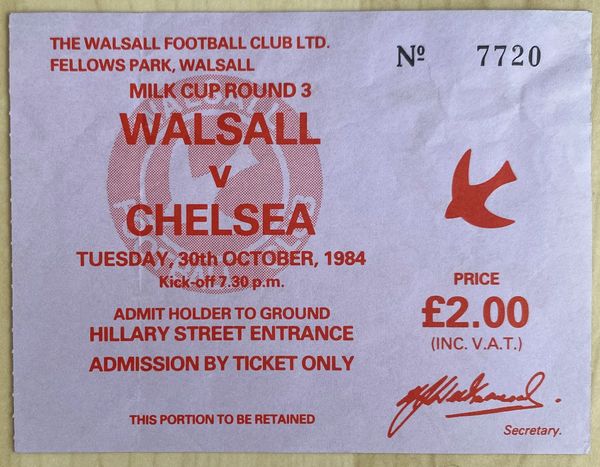 THE WALSALL FOOTBALL CLUB LTD.
FELLOWS PARK, WALSALL
Nº 7720
MILK CUP ROUND 3
WALSALL
v
CHELSEA
TUESDAY, 30th OCTOBER, 1984
Kick-off 7.30 p.m.
ADMIT HOLDER TO GROUND
HILLARY STREET ENTRANCE
ADMISSION BY TICKET ONLY
THIS PORTION TO BE RETAINED
PRICE
£2.00
(INC. V.A.T.)
Secretary.